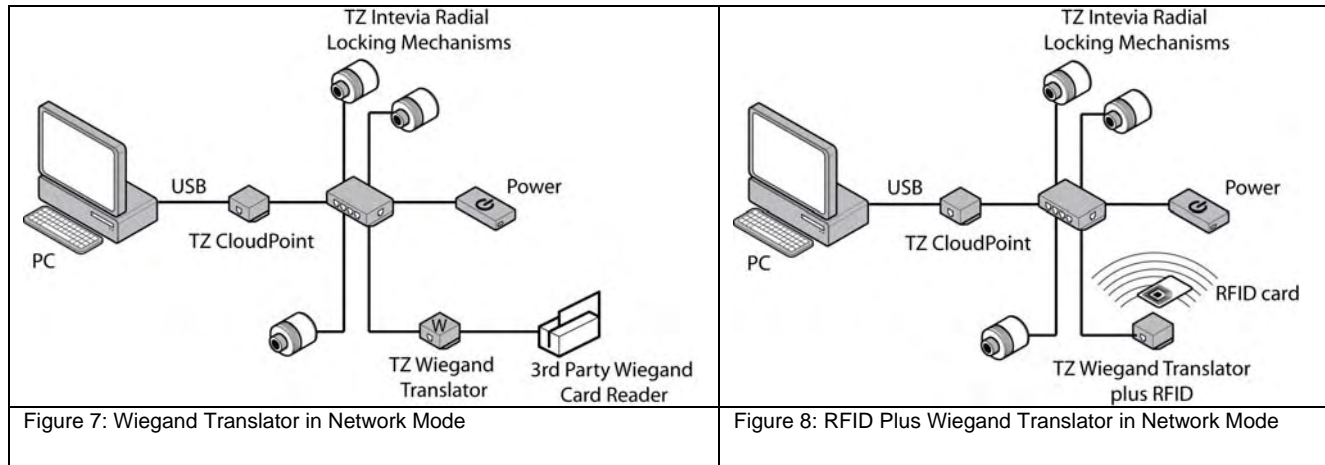 TZ Intevia Radial
Locking Mechanisms
USB
Power
TZ CloudPoint
PC
W
TZ Wiegand
Translator
3rd Party Wiegand
Card Reader
Figure 7: Wiegand Translator in Network Mode
TZ Intevia Radial
Locking Mechanisms
USB
Power
TZ CloudPoint
PC
RFID card
TZ Wiegand Translator
plus RFID
Figure 8: RFID Plus Wiegand Translator in Network Mode